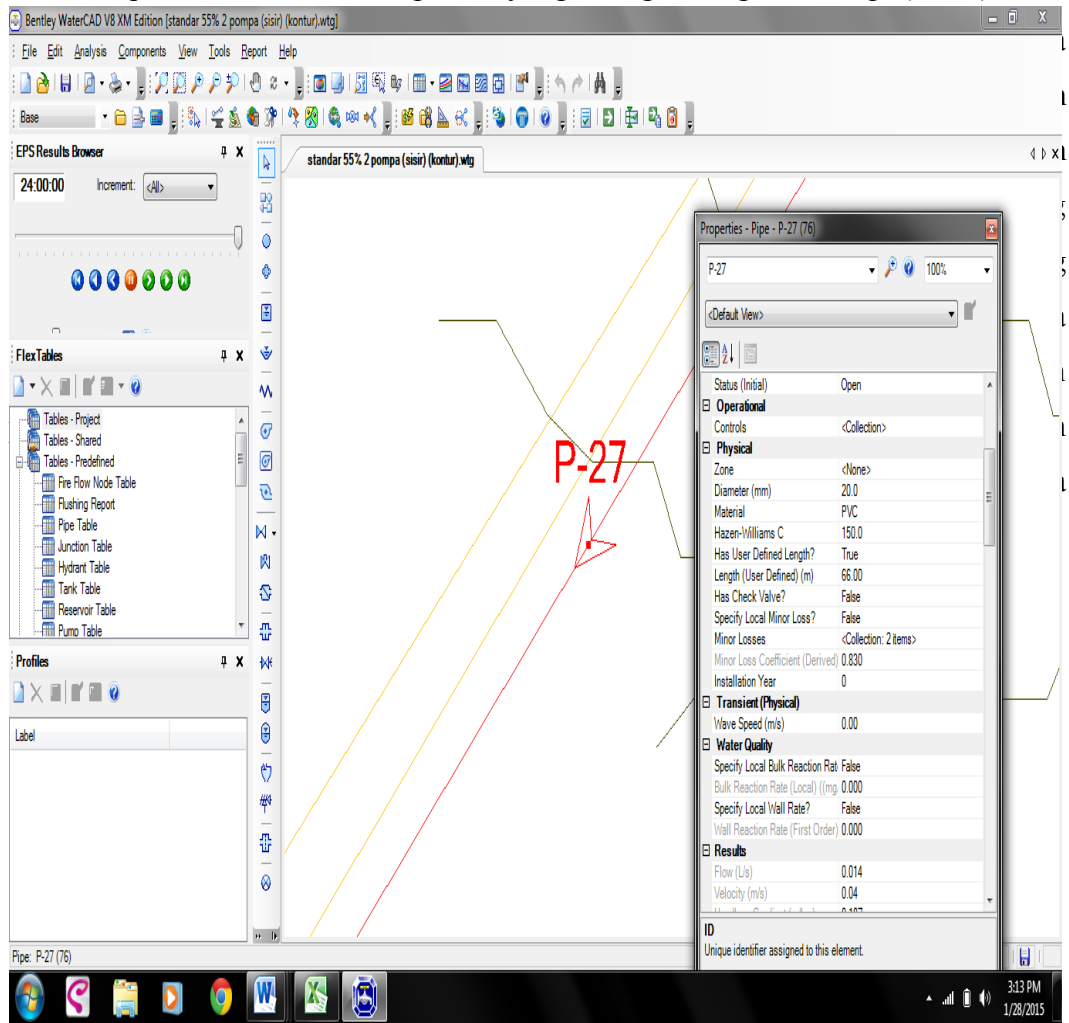 Bentley WaterCAD V8 XM Edition [standar 55% 2 pompa (sisir) (kontur).wtg]
File Edit Analysis Components View Tools Report Help
Base
EPS Results Browser
24:00:00 Increment: <All>
FlexTables
Tables - Project
Tables - Shared
Tables - Predefined
Fire Flow Node Table
Flushing Report
Pipe Table
Junction Table
Hydrant Table
Tank Table
Reservoir Table
Pump Table
Profiles
Label
standar 55% 2 pompa (sisir) (kontur).wtg
P-27
Properties - Pipe - P-27 (76)
P-27 100%
<Default View>
Status (Initial) Open
Operational
Controls <Collection>
Physical
Zone <None>
Diameter (mm) 20.0
Material PVC
Hazen-Williams C 150.0
Has User Defined Length? True
Length (User Defined) (m) 66.00
Has Check Valve? False
Specify Local Minor Loss? False
Minor Losses <Collection: 2 items>
Minor Loss Coefficient (Derived) 0.830
Installation Year 0
Transient (Physical)
Wave Speed (m/s) 0.00
Water Quality
Specify Local Bulk Reaction Rat False
Bulk Reaction Rate (Local) ((mg. 0.000
Specify Local Wall Rate? False
Wall Reaction Rate (First Order) 0.000
Results
Flow (L/s) 0.014
Velocity (m/s) 0.04
ID
Unique identifier assigned to this element.
Pipe: P-27 (76)
3:13 PM
1/28/2015